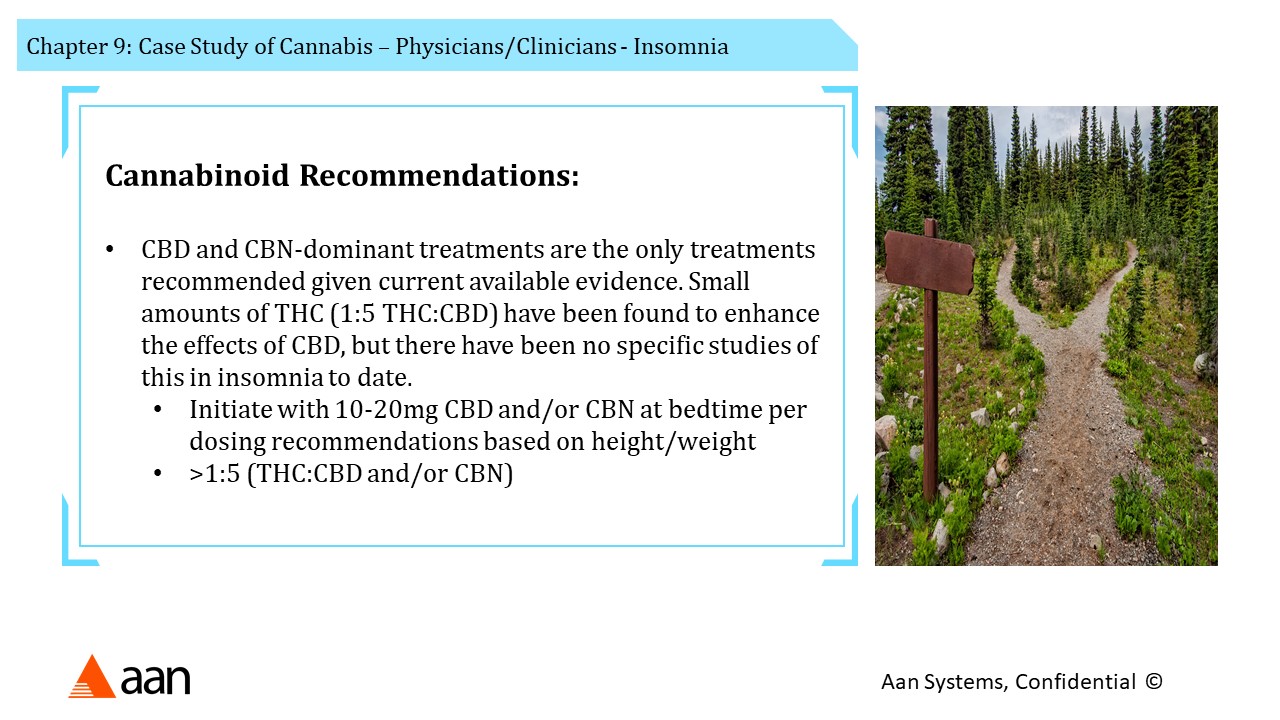 Chapter 9: Case Study of Cannabis – Physicians/Clinicians - Insomnia
Cannabinoid Recommendations:
• CBD and CBN-dominant treatments are the only treatments
recommended given current available evidence. Small
amounts of THC (1:5 THC:CBD) have been found to enhance
the effects of CBD, but there have been no specific studies of
this in insomnia to date.
• Initiate with 10-20mg CBD and/or CBN at bedtime per
dosing recommendations based on height/weight
• >1:5 (THC:CBD and/or CBN)
aan
Aan Systems, Confidential ©